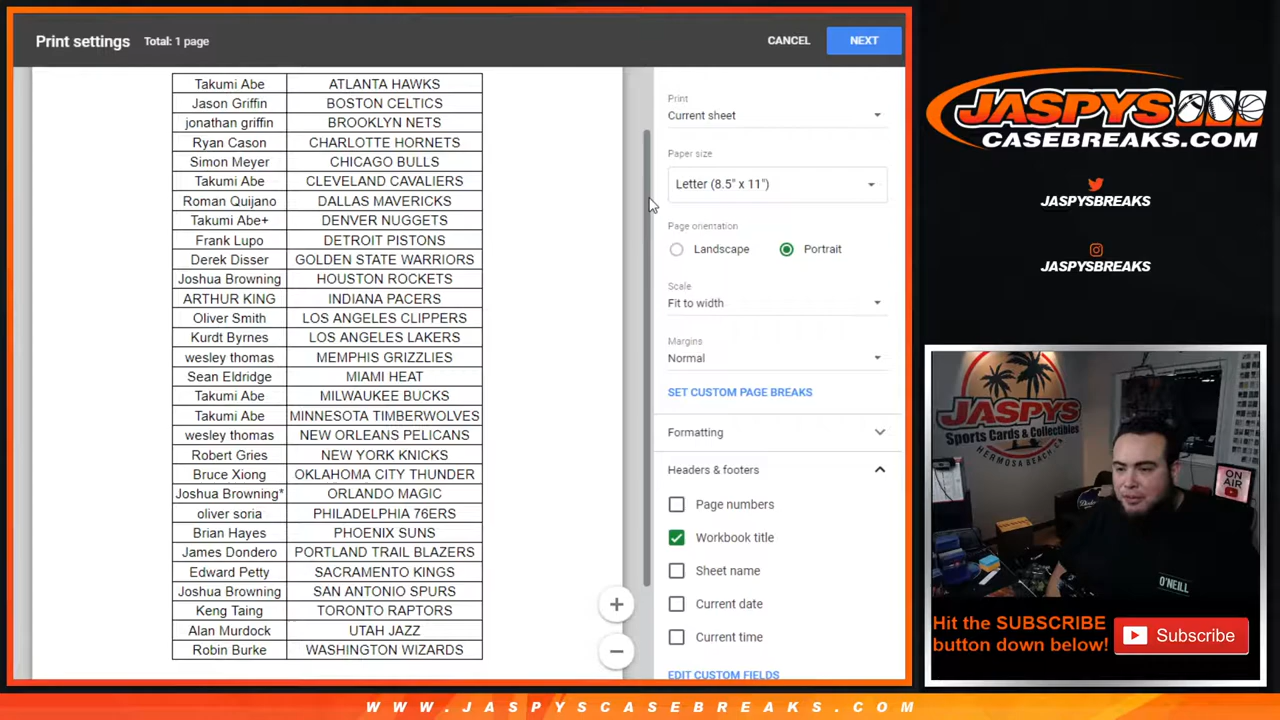 Print settings Total: 1 page CANCEL NEXT
Takumi Abe ATLANTA HAWKS
Jason Griffin BOSTON CELTICS
jonathan griffin BROOKLYN NETS
Ryan Cason CHARLOTTE HORNETS
Simon Meyer CHICAGO BULLS
Takumi Abe CLEVELAND CAVALIERS
Roman Quijano DALLAS MAVERICKS
Takumi Abe+ DENVER NUGGETS
Frank Lupo DETROIT PISTONS
Derek Disser GOLDEN STATE WARRIORS
Joshua Browning HOUSTON ROCKETS
ARTHUR KING INDIANA PACERS
Oliver Smith LOS ANGELES CLIPPERS
Kurdt Byrnes LOS ANGELES LAKERS
wesley thomas MEMPHIS GRIZZLIES
Sean Eldridge MIAMI HEAT
Takumi Abe MILWAUKEE BUCKS
Takumi Abe MINNESOTA TIMBERWOLVES
wesley thomas NEW ORLEANS PELICANS
Robert Gries NEW YORK KNICKS
Bruce Xiong OKLAHOMA CITY THUNDER
Joshua Browning* ORLANDO MAGIC
oliver soria PHILADELPHIA 76ERS
Brian Hayes PHOENIX SUNS
James Dondero PORTLAND TRAIL BLAZERS
Edward Petty SACRAMENTO KINGS
Joshua Browning SAN ANTONIO SPURS
Keng Taing TORONTO RAPTORS
Alan Murdock UTAH JAZZ
Robin Burke WASHINGTON WIZARDS
Print
Current sheet
Paper size
Letter (8.5" x 11")
Page orientation
Landscape Portrait
Scale
Fit to width
Margins
Normal
SET CUSTOM PAGE BREAKS
Formatting
Headers & footers
Page numbers
Workbook title
Sheet name
Current date
Current time
EDIT CUSTOM FIELDS
JASPYS
CASEBREAKS.COM
JASPYSBREAKS
JASPYSBREAKS
JASPYS
Sports Cards & Collectibles
HERMOSA BEACH, CA
ON AIR
O'NEILL
Hit the SUBSCRIBE
button down below!
Subscribe
WWW.JASPYSCASEBREAKS.COM